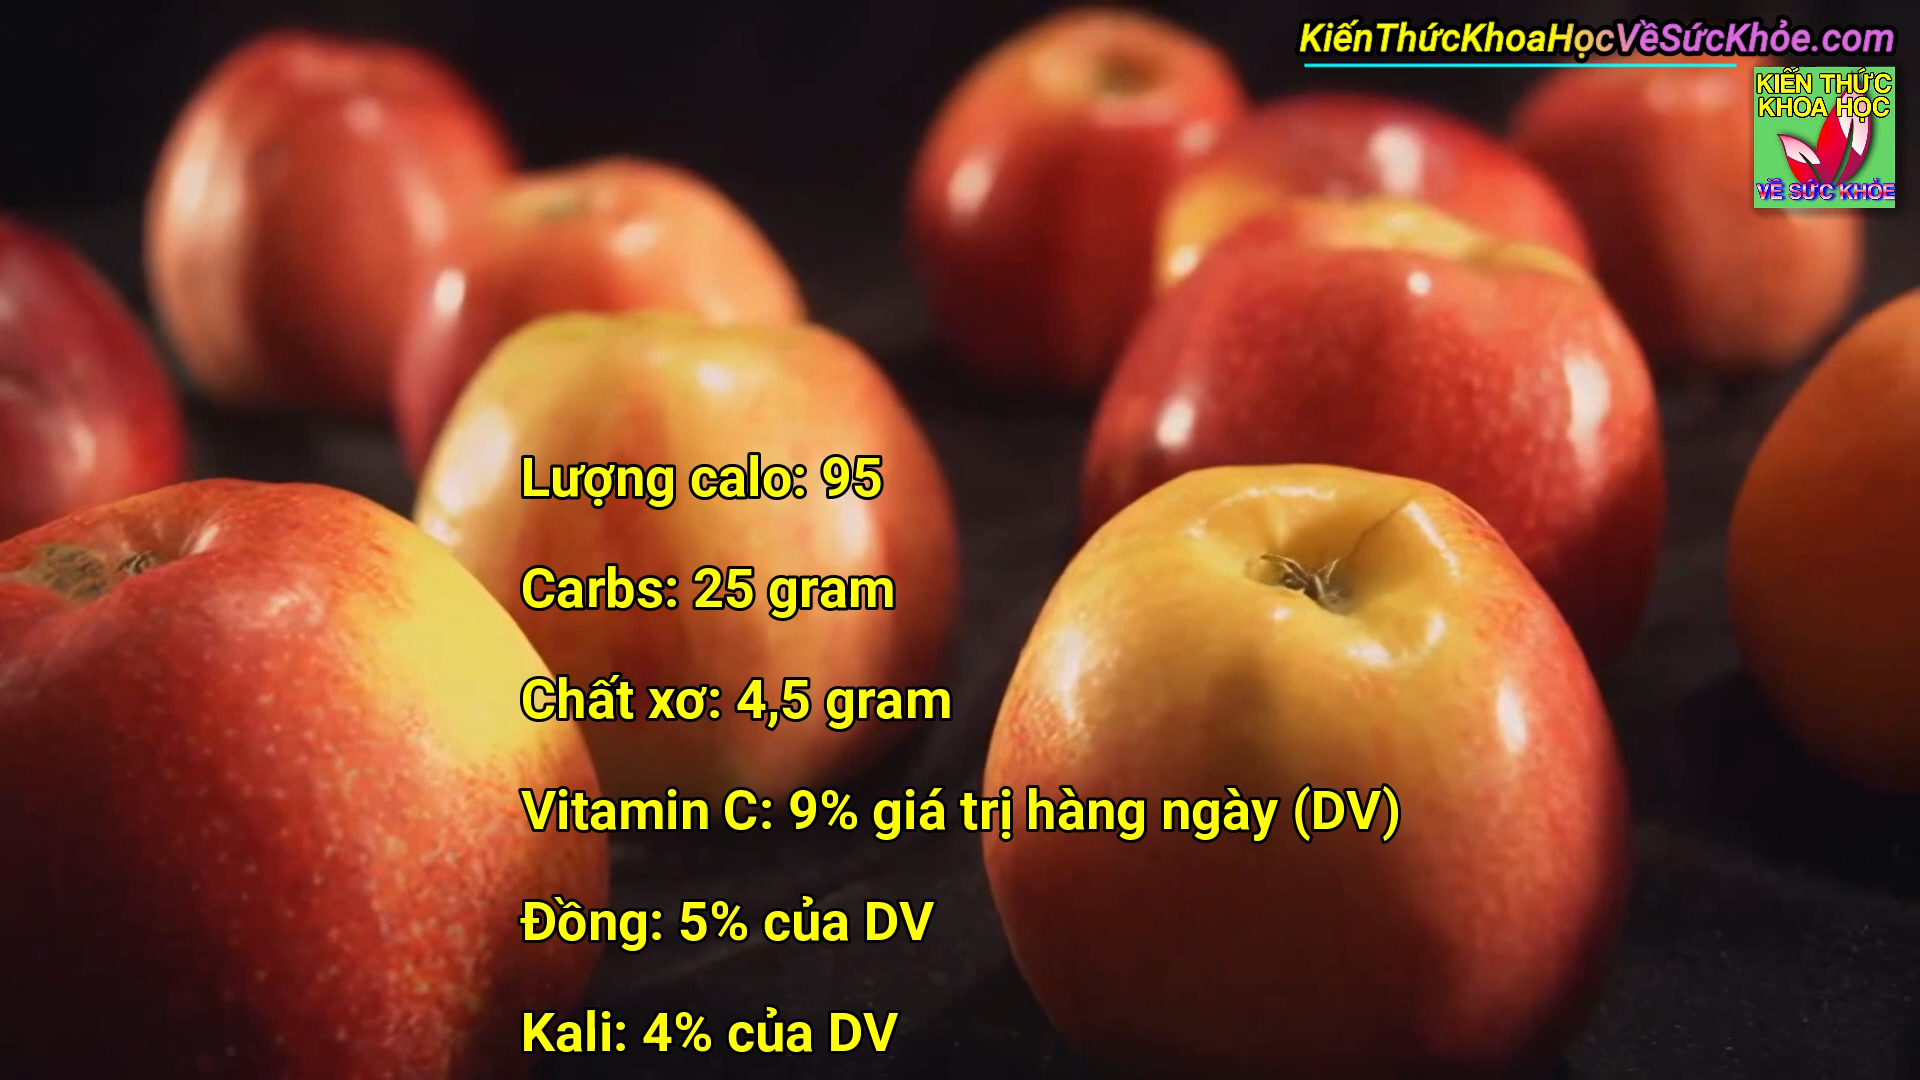 KiếnThứcKhoaHọcVềSứcKhỏe.com
KIẾN THỨC
KHOA HỌC
VỀ SỨC KHỎE
Lượng calo: 95
Carbs: 25 gram
Chất xơ: 4,5 gram
Vitamin C: 9% giá trị hàng ngày (DV)
Đồng: 5% của DV
Kali: 4% của DV